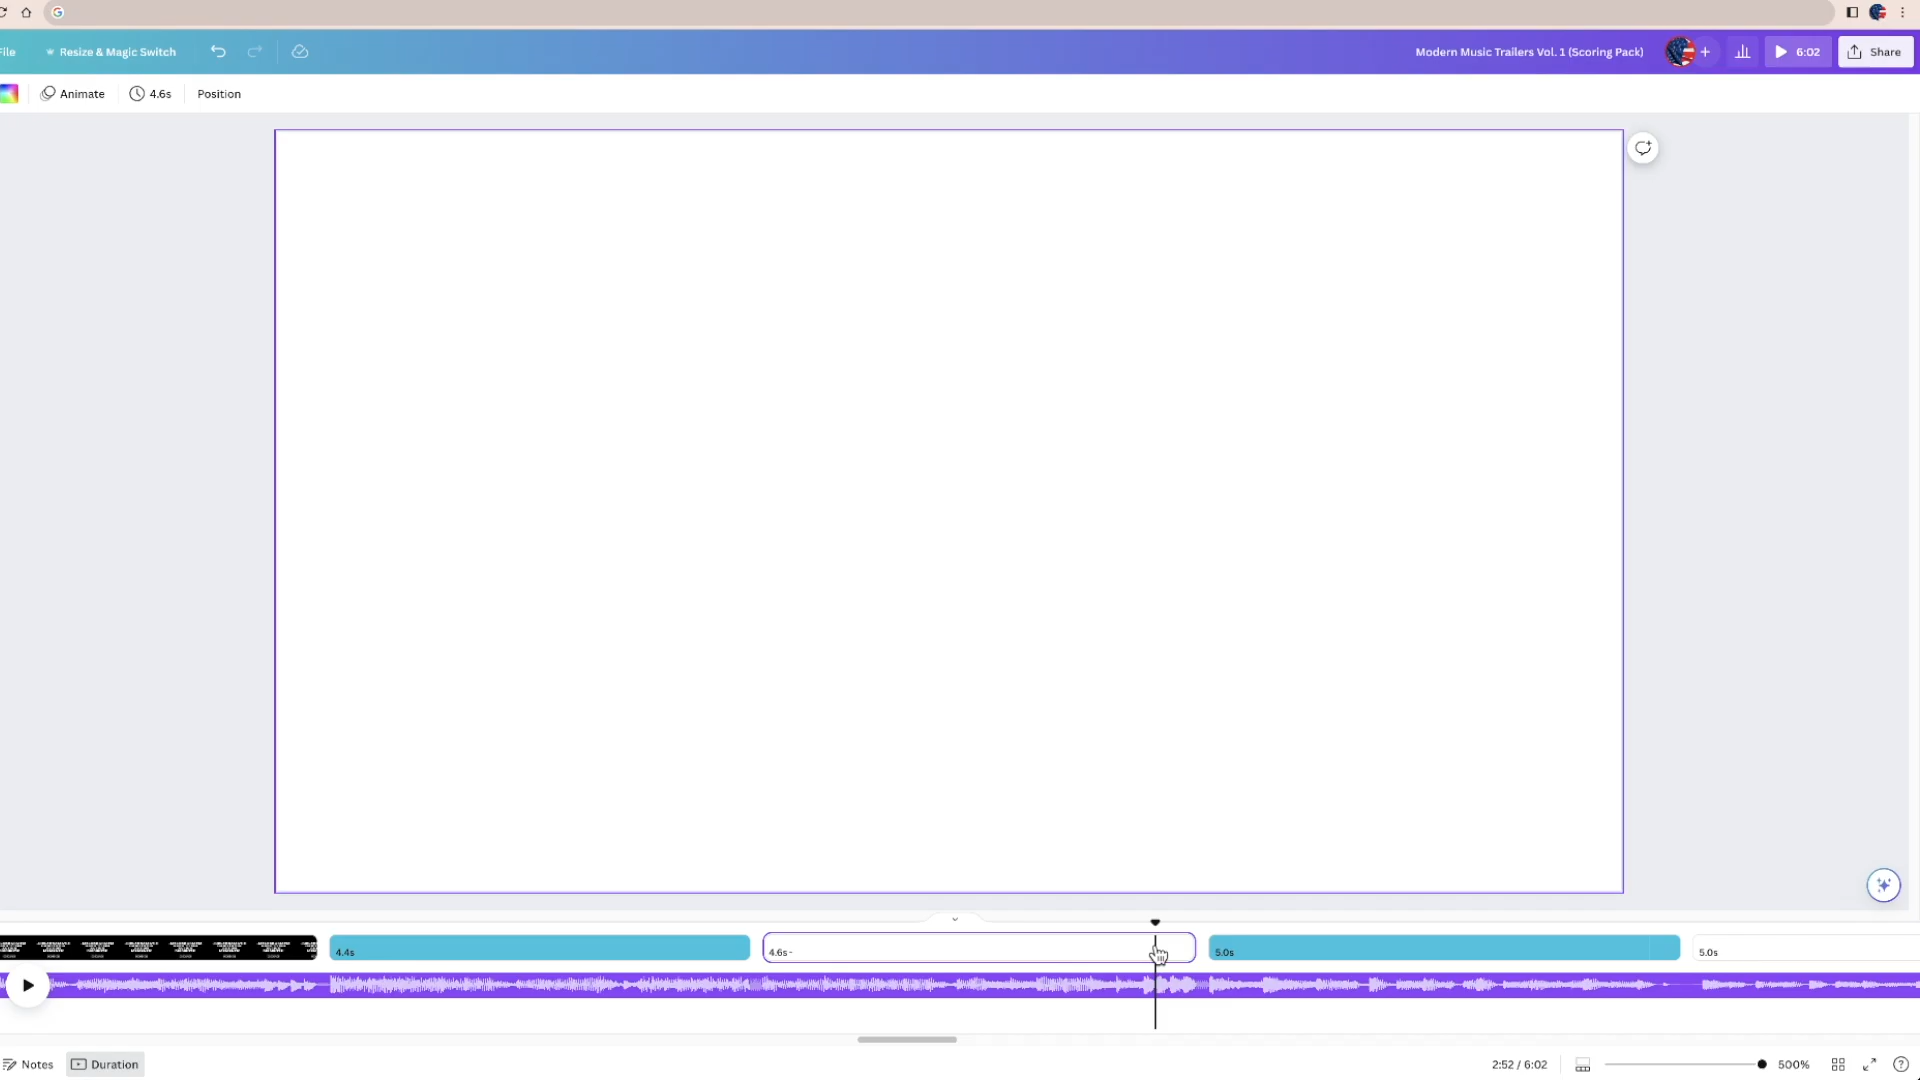 File
Resize & Magic Switch
Modern Music Trailers Vol. 1 (Scoring Pack)
6:02
Share
Animate
4.6s
Position
4.4s
4.6s -
5.0s
5.0s
Notes
Duration
2:52 / 6:02
500%